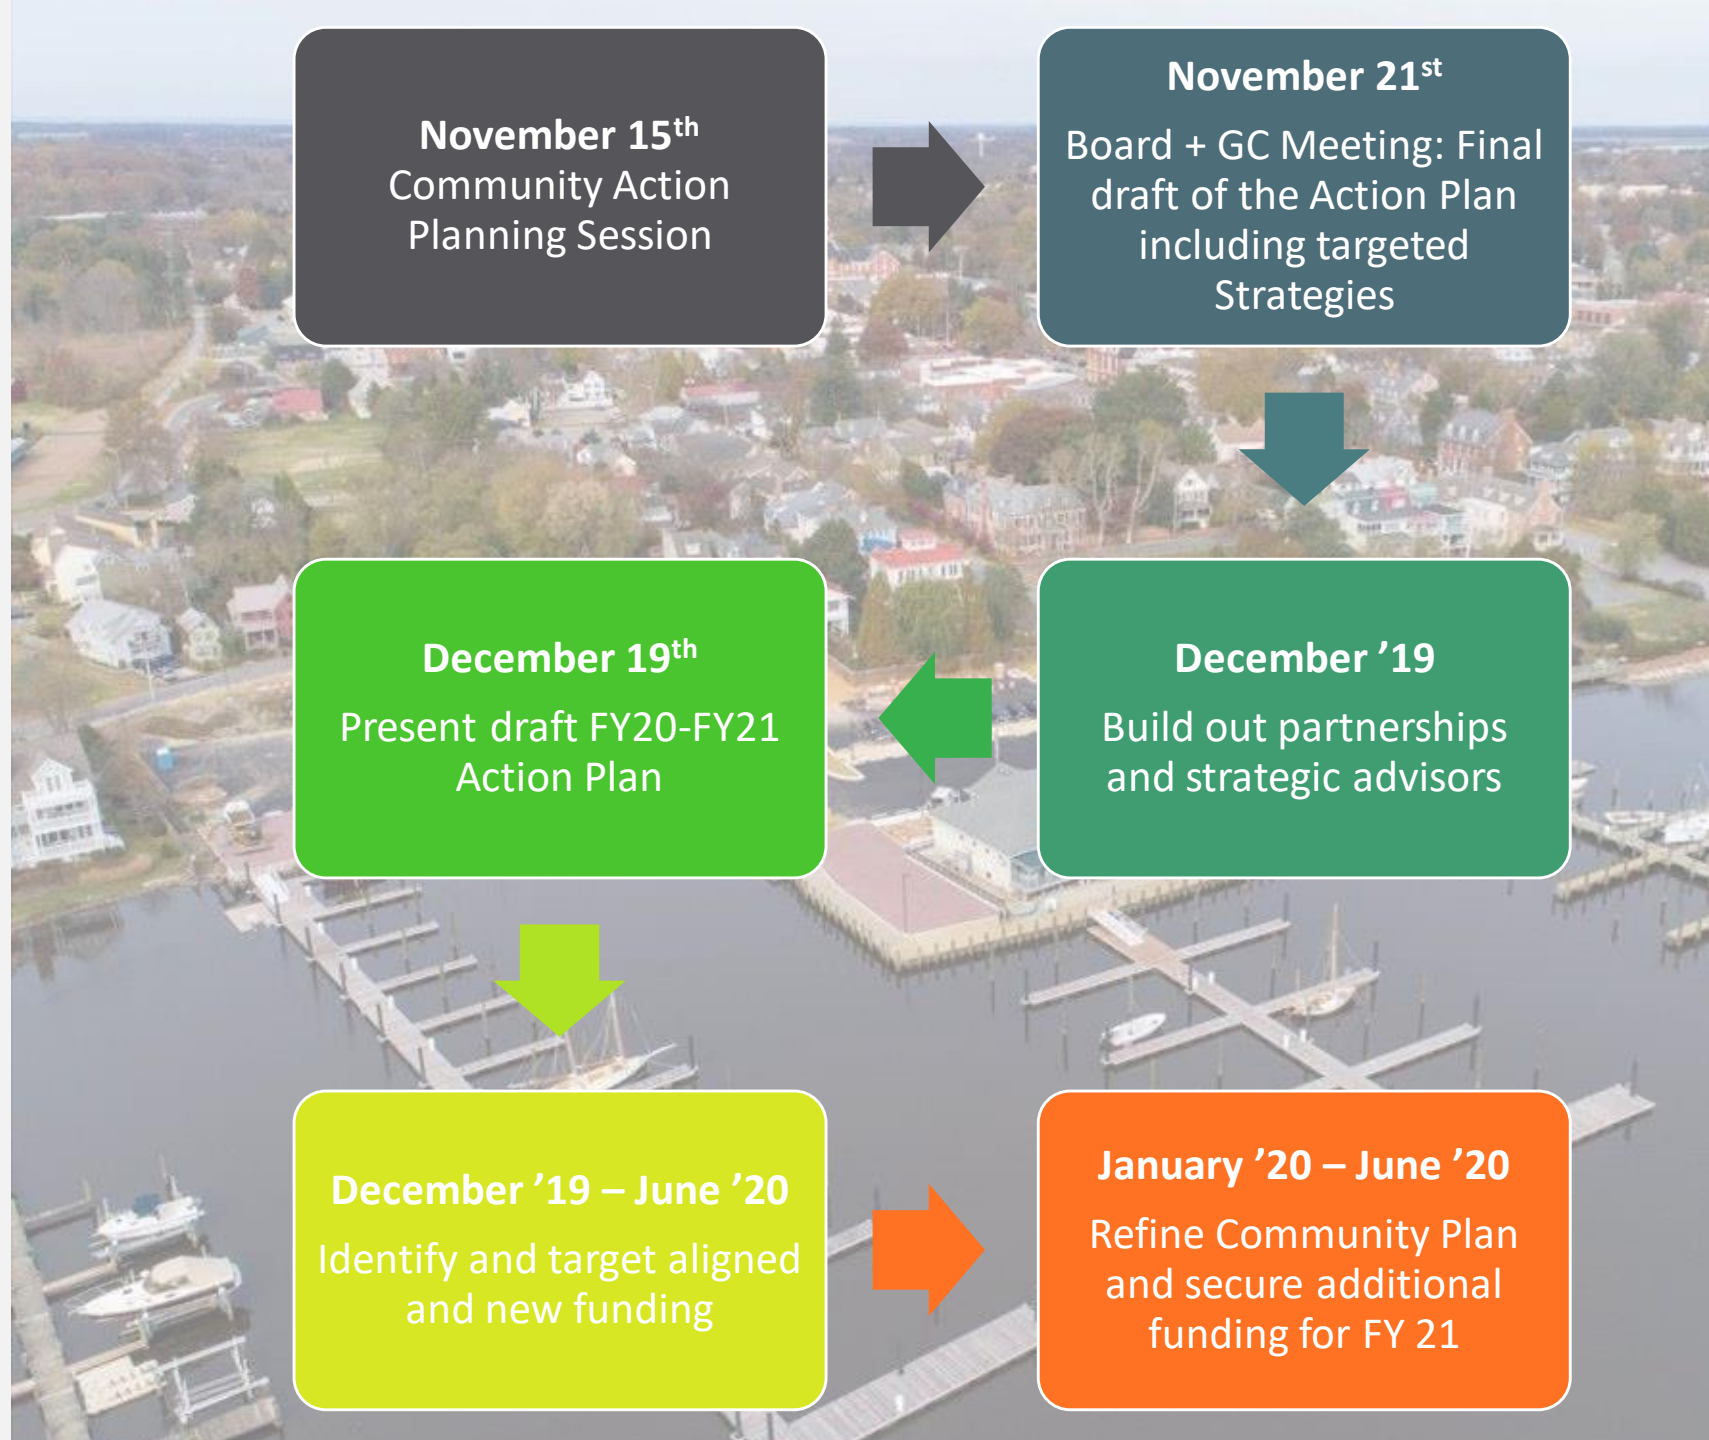 November 15th
Community Action
Planning Session
November 21st
Board + GC Meeting: Final
draft of the Action Plan
including targeted
Strategies
December ’19
Build out partnerships
and strategic advisors
December 19th
Present draft FY20-FY21
Action Plan
December ’19 – June ’20
Identify and target aligned
and new funding
January ’20 – June ’20
Refine Community Plan
and secure additional
funding for FY 21